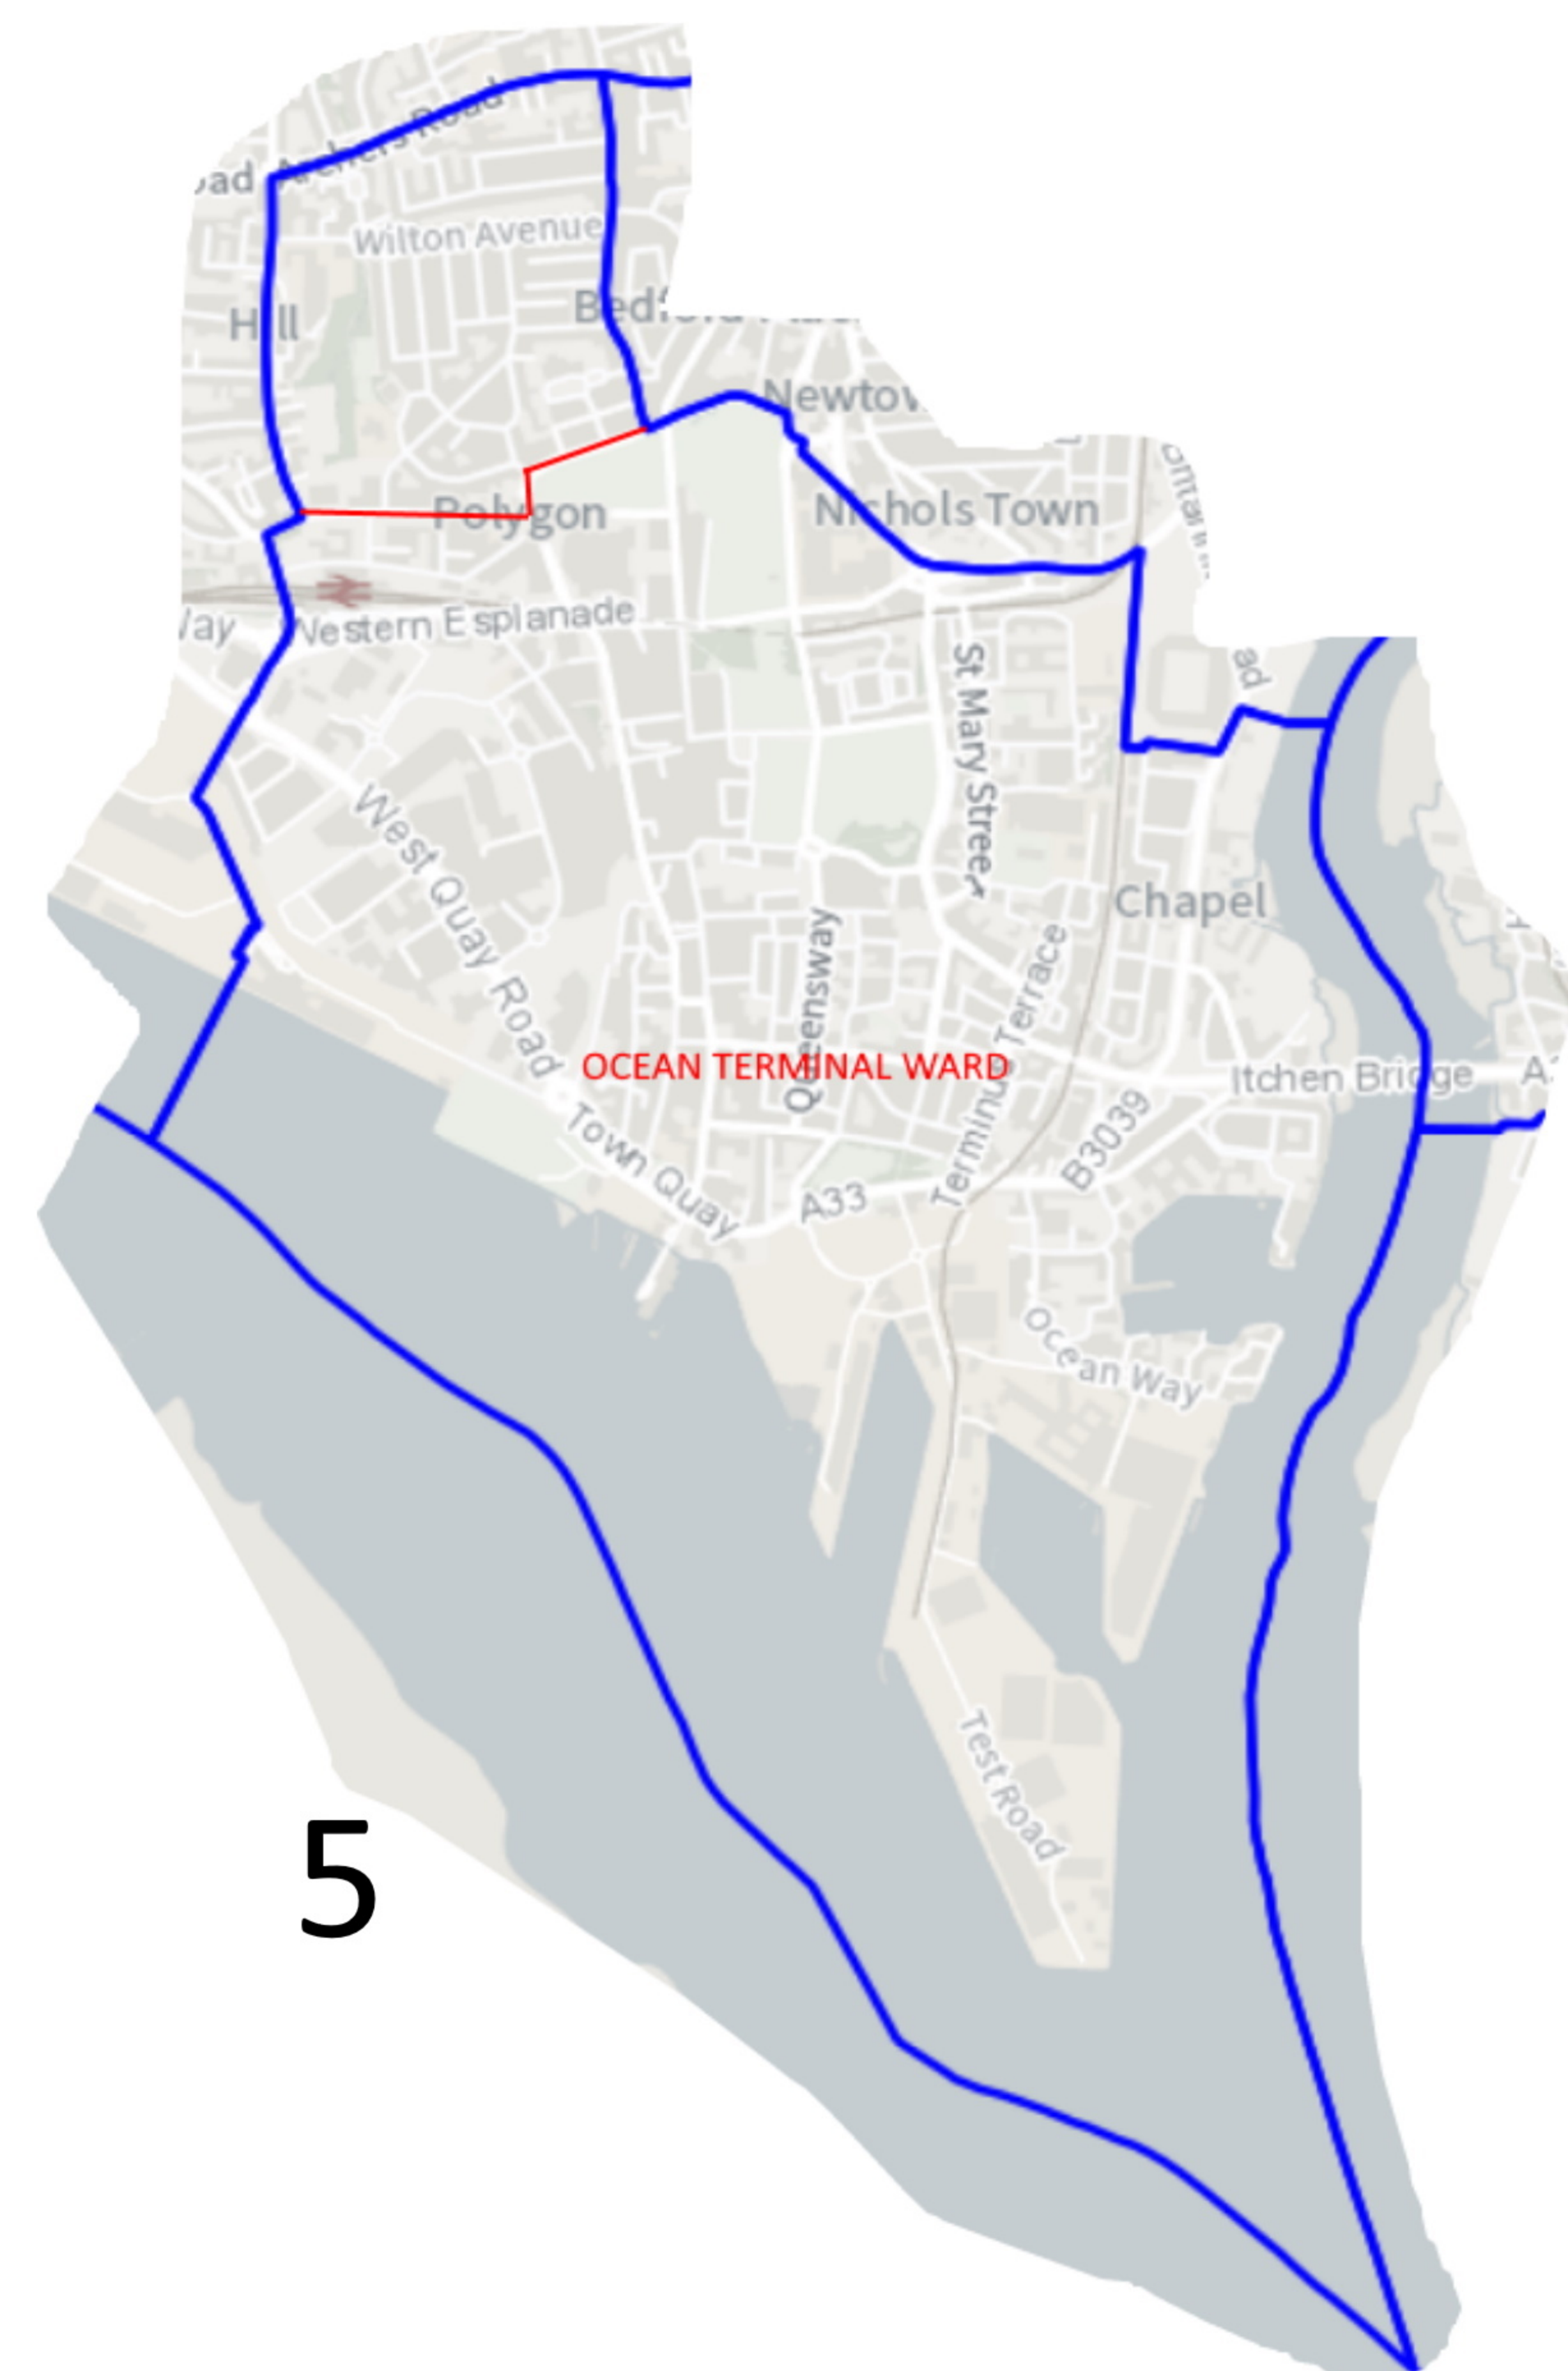 Archers Road
Wilton Avenue
Hill
Newtow
Nichols Town
Polygon
Western Esplanade
St Mary Street
West Quay Road
Chapel
Queensway
Terminus Terrace
OCEAN TERMINAL WARD
Itchen Bridge
B3039
Town Quay
A33
Ocean Way
Test Road
5